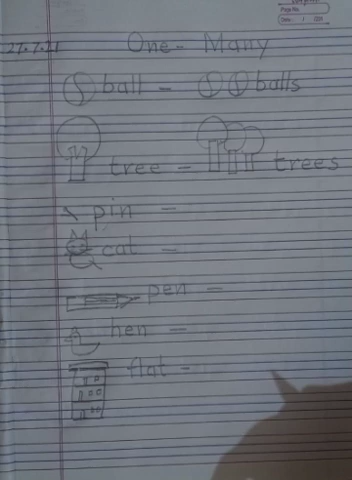 27.7.21 One - Many
ball - balls
tree - trees
pin -
cat -
pen -
hen -
flat -